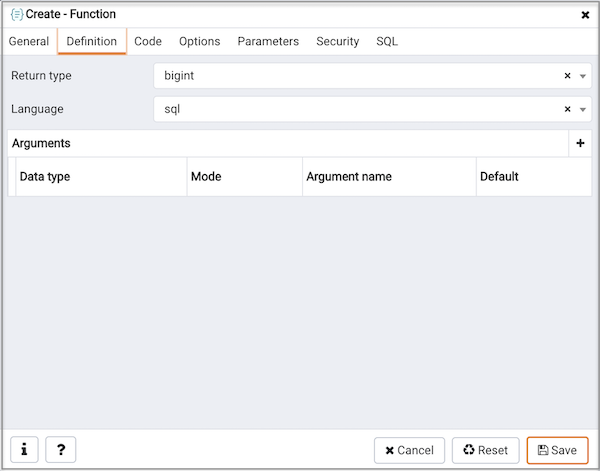 Create - Function
General Definition Code Options Parameters Security SQL
Return type bigint
Language sql
Arguments
Data type Mode Argument name Default
i ? Cancel Reset Save